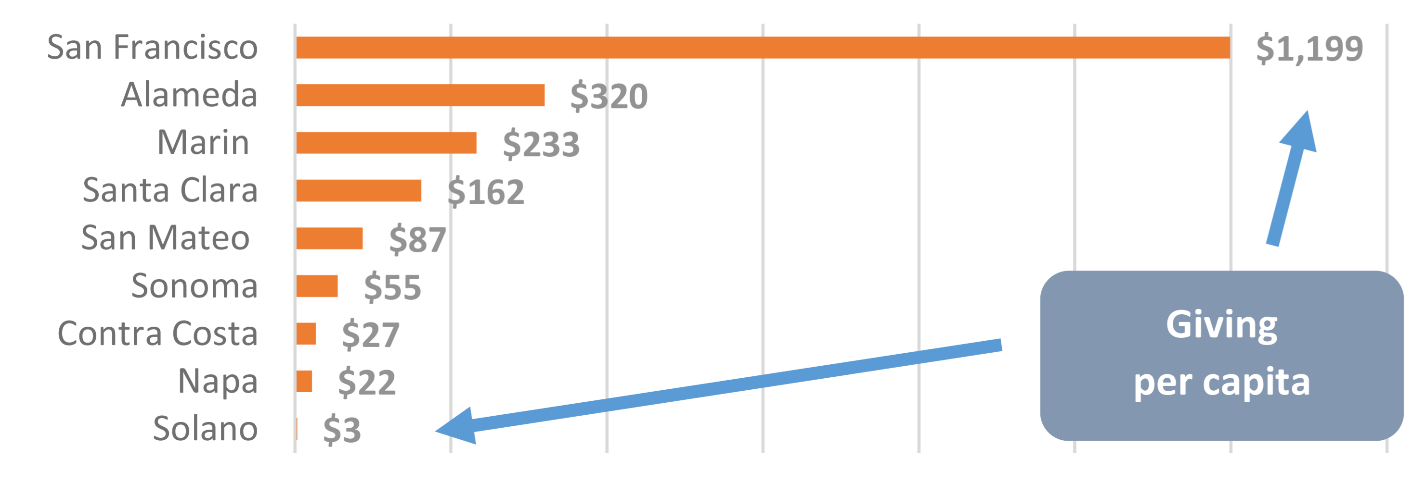 San Francisco $1,199
Alameda $320
Marin $233
Santa Clara $162
San Mateo $87
Sonoma $55
Contra Costa $27
Napa $22
Solano $3
Giving
per capita